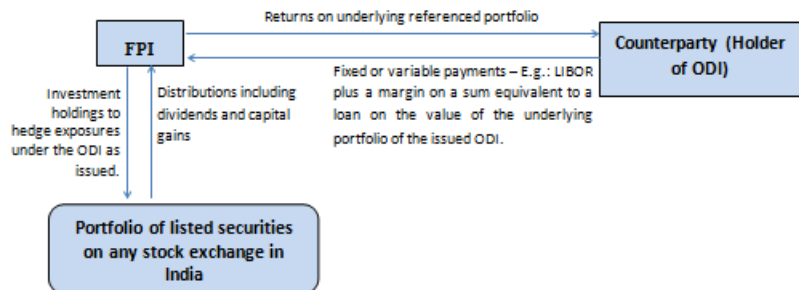 Returns on underlying referenced portfolio
FPI
Counterparty (Holder
of ODI)
Fixed or variable payments – E.g.: LIBOR
plus a margin on a sum equivalent to a
loan on the value of the underlying
portfolio of the issued ODI.
Investment
holdings to
hedge exposures
under the ODI as
issued.
Distributions including
dividends and capital
gains
Portfolio of listed securities
on any stock exchange in
India